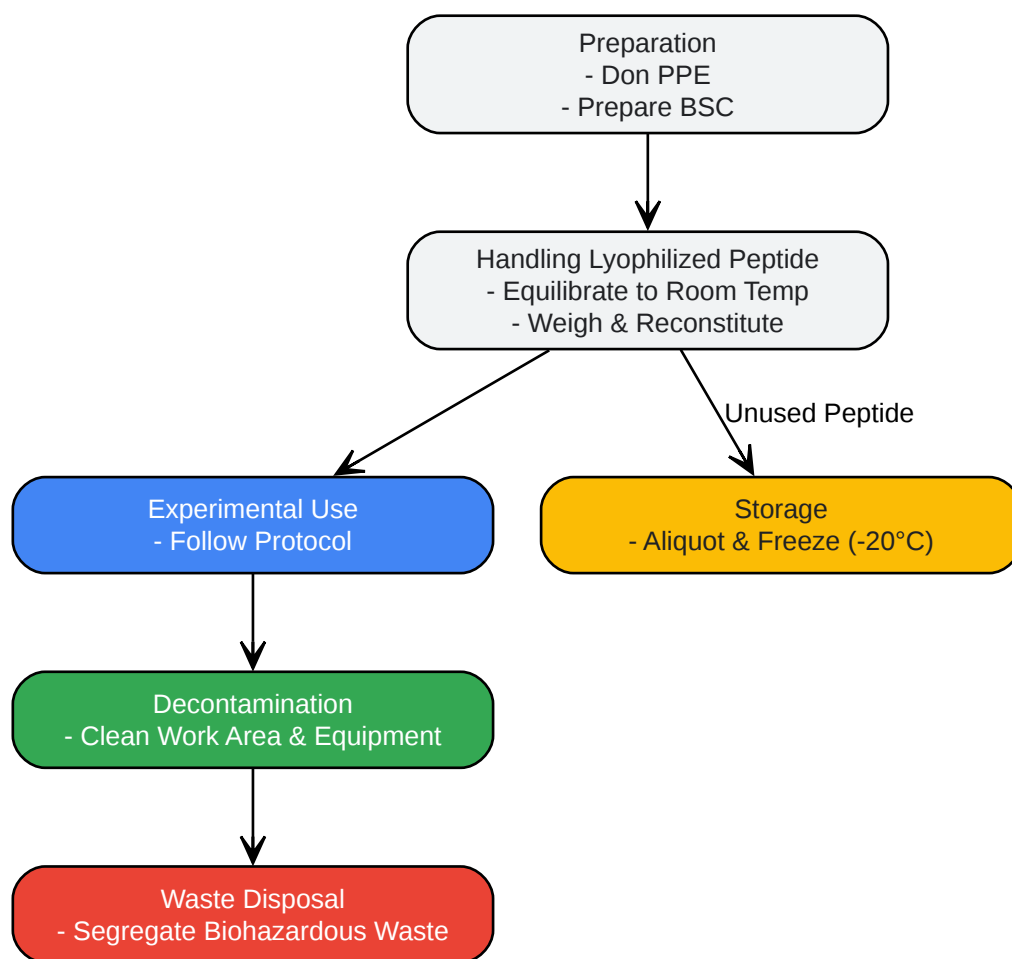 Preparation
- Don PPE
- Prepare BSC
Handling Lyophilized Peptide
- Equilibrate to Room Temp
- Weigh & Reconstitute
Unused Peptide
Experimental Use
- Follow Protocol
Storage
- Aliquot & Freeze (-20°C)
Decontamination
- Clean Work Area & Equipment
Waste Disposal
- Segregate Biohazardous Waste